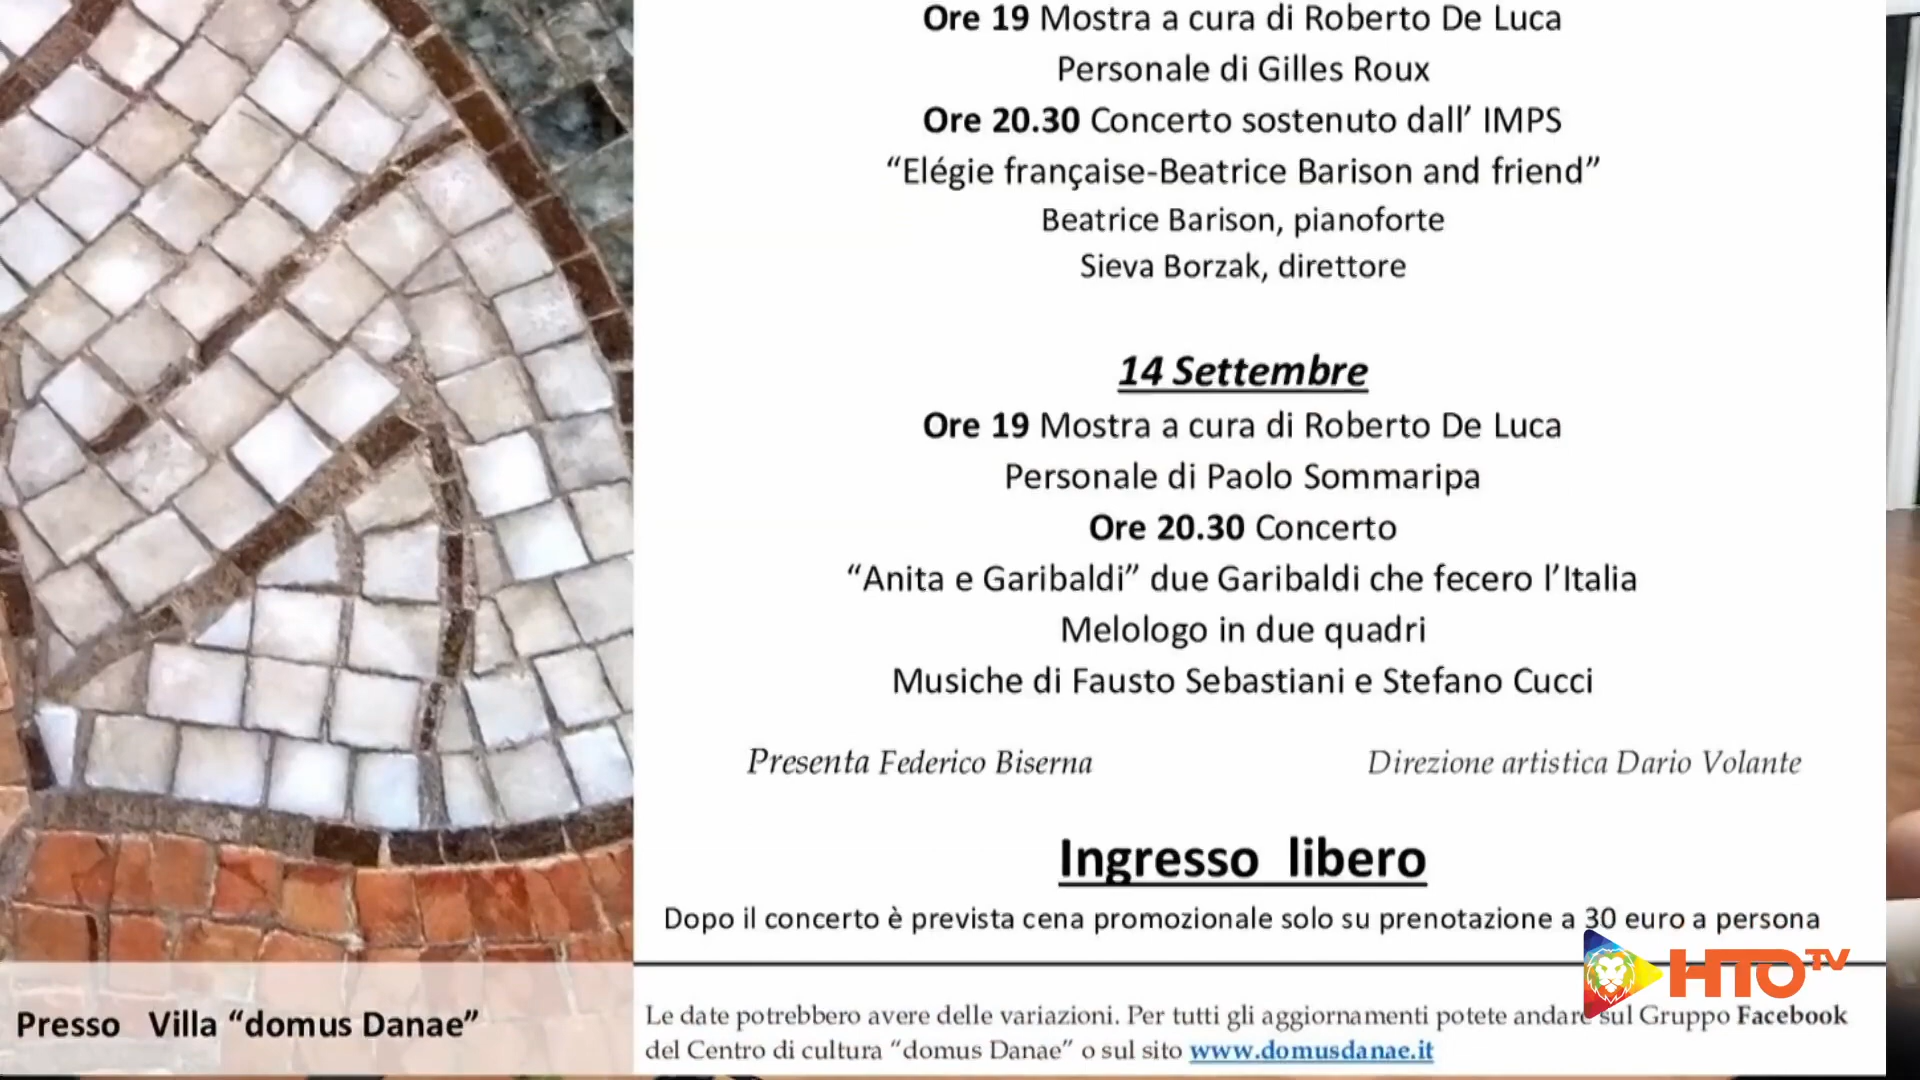 Ore 19 Mostra a cura di Roberto De Luca
Personale di Gilles Roux
Ore 20.30 Concerto sostenuto dall’ IMPS
“Elégie française-Beatrice Barison and friend”
Beatrice Barison, pianoforte
Sieva Borzak, direttore
14 Settembre
Ore 19 Mostra a cura di Roberto De Luca
Personale di Paolo Sommaripa
Ore 20.30 Concerto
“Anita e Garibaldi” due Garibaldi che fecero l’Italia
Melologo in due quadri
Musiche di Fausto Sebastiani e Stefano Cucci
Presenta Federico Biserna Direzione artistica Dario Volante
Ingresso libero
Dopo il concerto è prevista cena promozionale solo su prenotazione a 30 euro a persona
HTO TV
Presso Villa “domus Danae”
Le date potrebbero avere delle variazioni. Per tutti gli aggiornamenti potete andare sul Gruppo Facebook
del Centro di cultura “domus Danae” o sul sito www.domusdanae.it